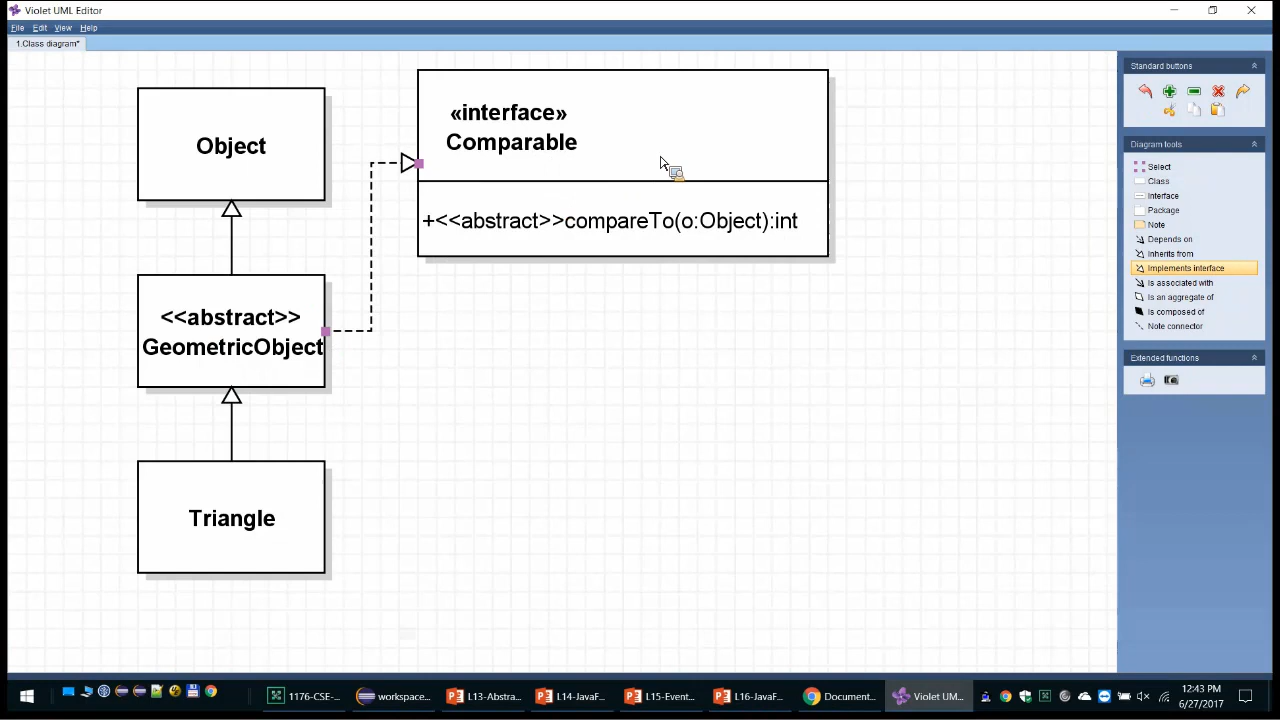 Violet UML Editor
File Edit View Help
1.Class diagram*
Object
«interface»
Comparable
+<<abstract>>compareTo(o:Object):int
<<abstract>>
GeometricObject
Triangle
Standard buttons
Diagram tools
Select
Class
Interface
Package
Note
Depends on
Inherits from
Implements interface
Is associated with
Is an aggregate of
Is composed of
Note connector
Extended functions
1176-CSE-...
workspace...
L13-Abstra...
L14-JavaF...
L15-Event...
L16-JavaF...
Document...
Violet UM...
12:43 PM
6/27/2017